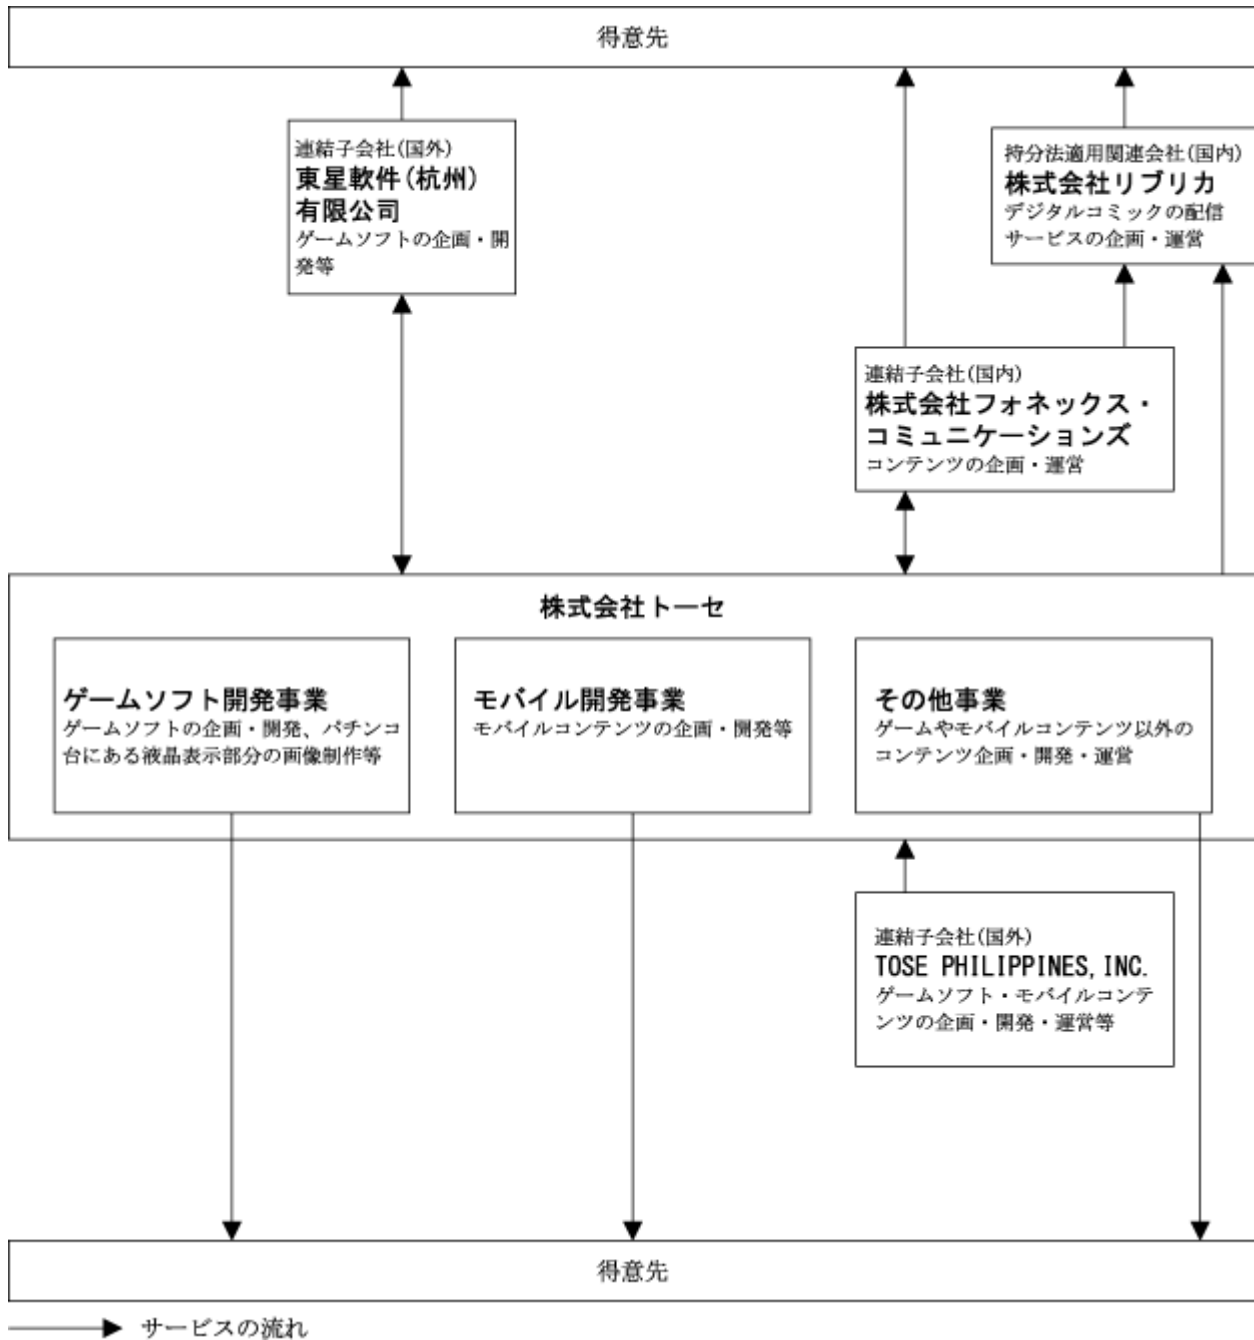 得意先
連結子会社(国外)
東星軟件(杭州)
有限公司
ゲームソフトの企画・開
発等
持分法適用関連会社(国内)
株式会社リブリカ
デジタルコミックの配信
サービスの企画・運営
連結子会社(国内)
株式会社フォネックス・
コミュニケーションズ
コンテンツの企画・運営
株式会社トーセ
ゲームソフト開発事業
ゲームソフトの企画・開発、パチンコ
台にある液晶表示部分の画像制作等
モバイル開発事業
モバイルコンテンツの企画・開発等
その他事業
ゲームやモバイルコンテンツ以外の
コンテンツ企画・開発・運営
連結子会社(国外)
TOSE PHILIPPINES, INC.
ゲームソフト・モバイルコンテ
ンツの企画・開発・運営等
得意先
サービスの流れ